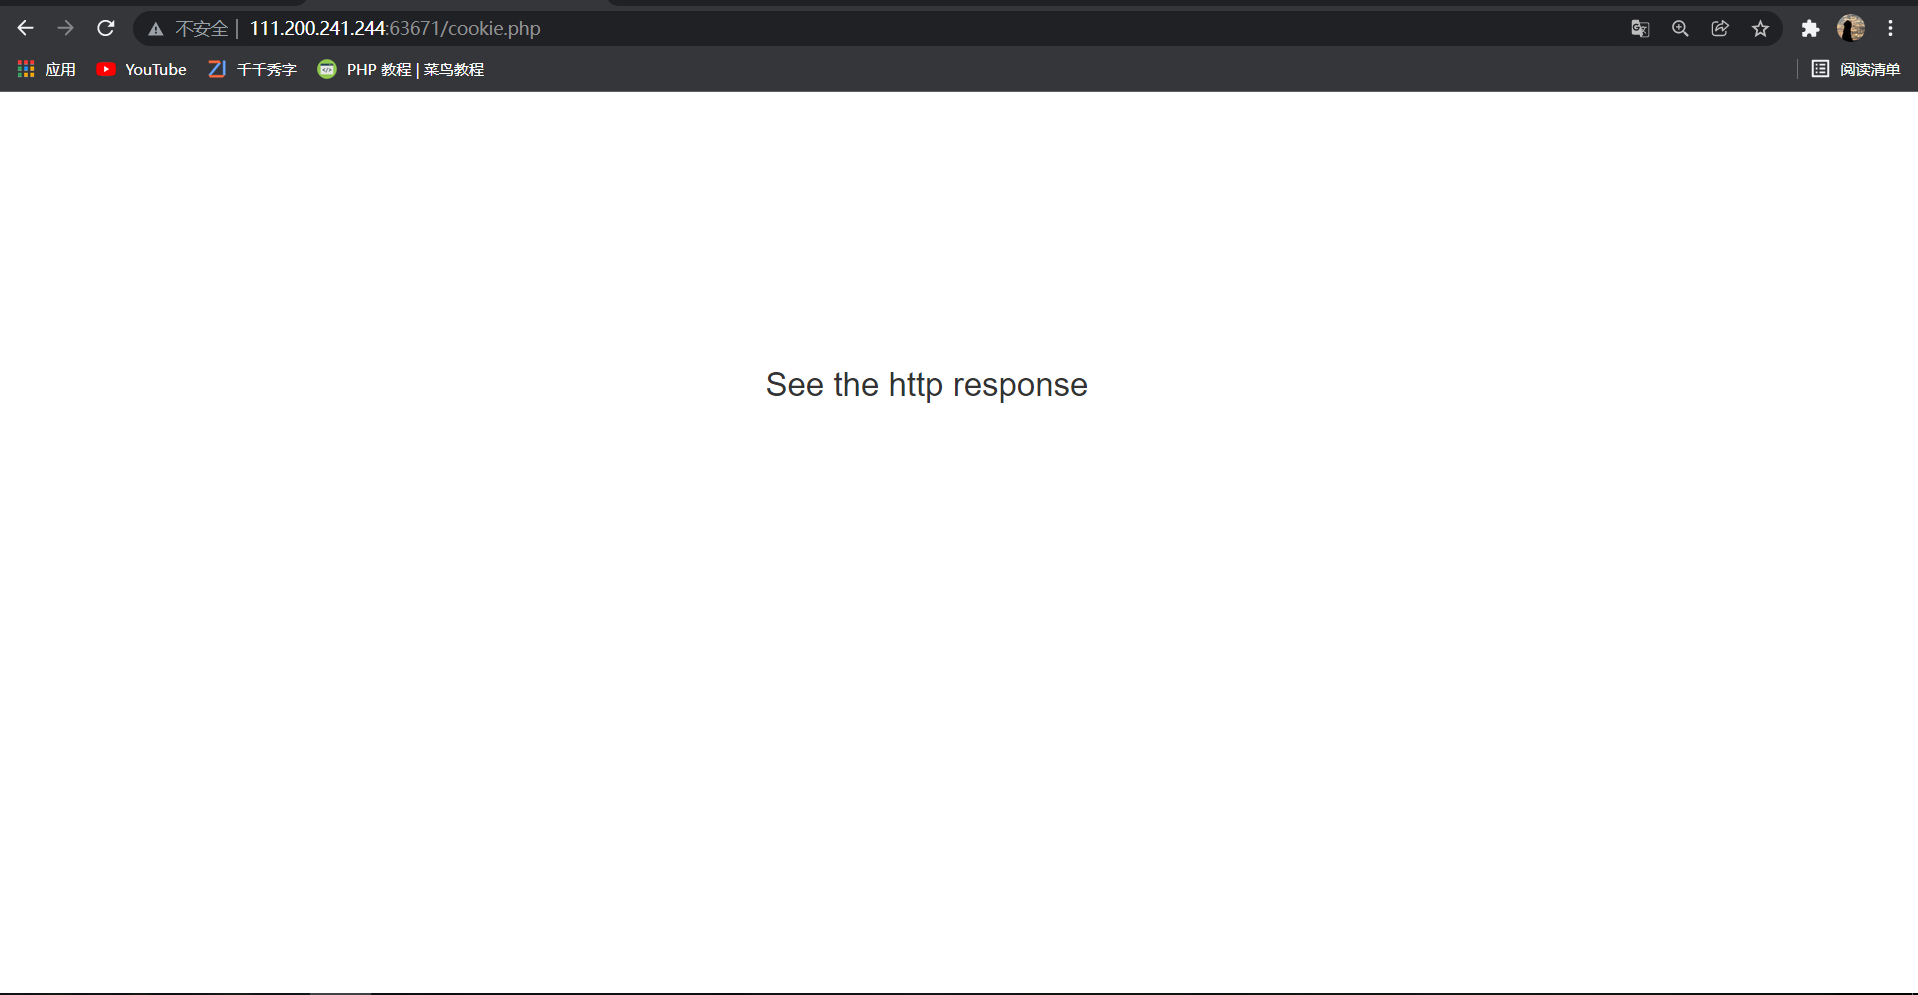 不安全 | 111.200.241.244:63671/cookie.php
应用 YouTube 千千秀字 PHP 教程 | 菜鸟教程 阅读清单
See the http response